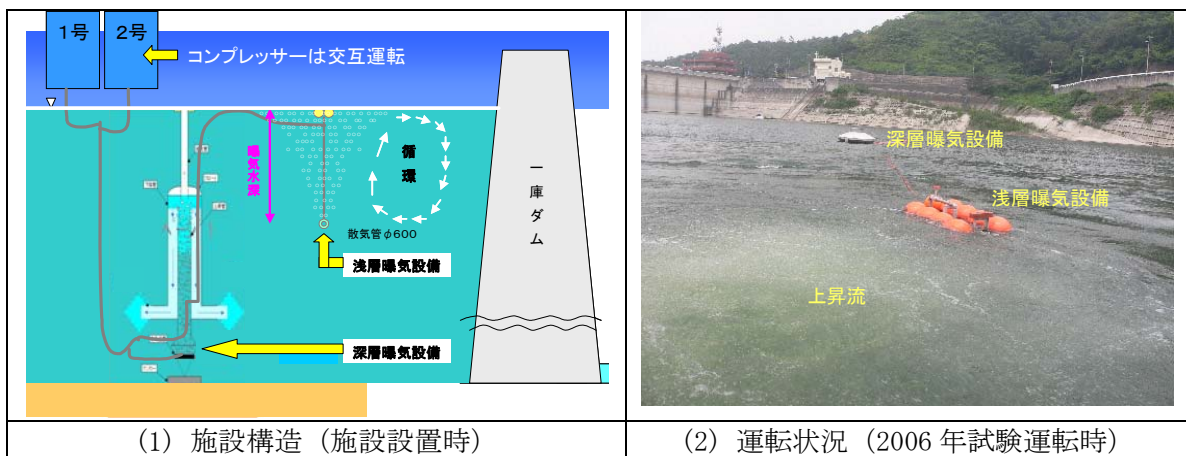 1号
2号
コンプレッサーは交互運転
曝気水深
循環
散気管φ600
浅層曝気設備
深層曝気設備
一庫ダム
深層曝気設備
浅層曝気設備
上昇流
(1) 施設構造（施設設置時）
(2) 運転状況（2006 年試験運転時）